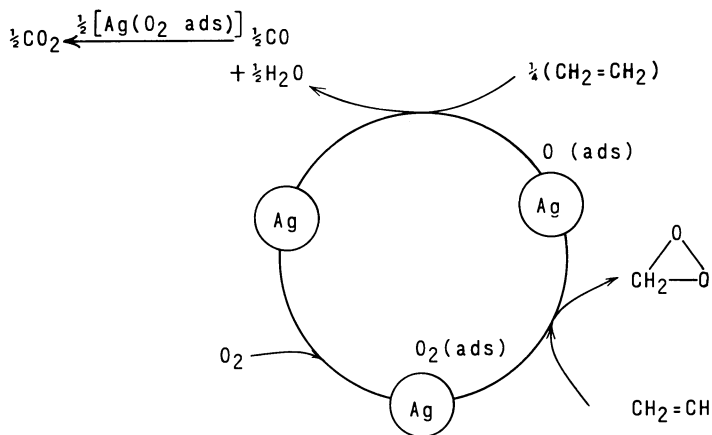 ½CO₂ ½[Ag(O₂ ads)] ½CO
+½H₂O
¼(CH₂=CH₂)
O (ads)
Ag
Ag
O
CH₂—O
O₂
O₂(ads)
Ag
CH₂=CH